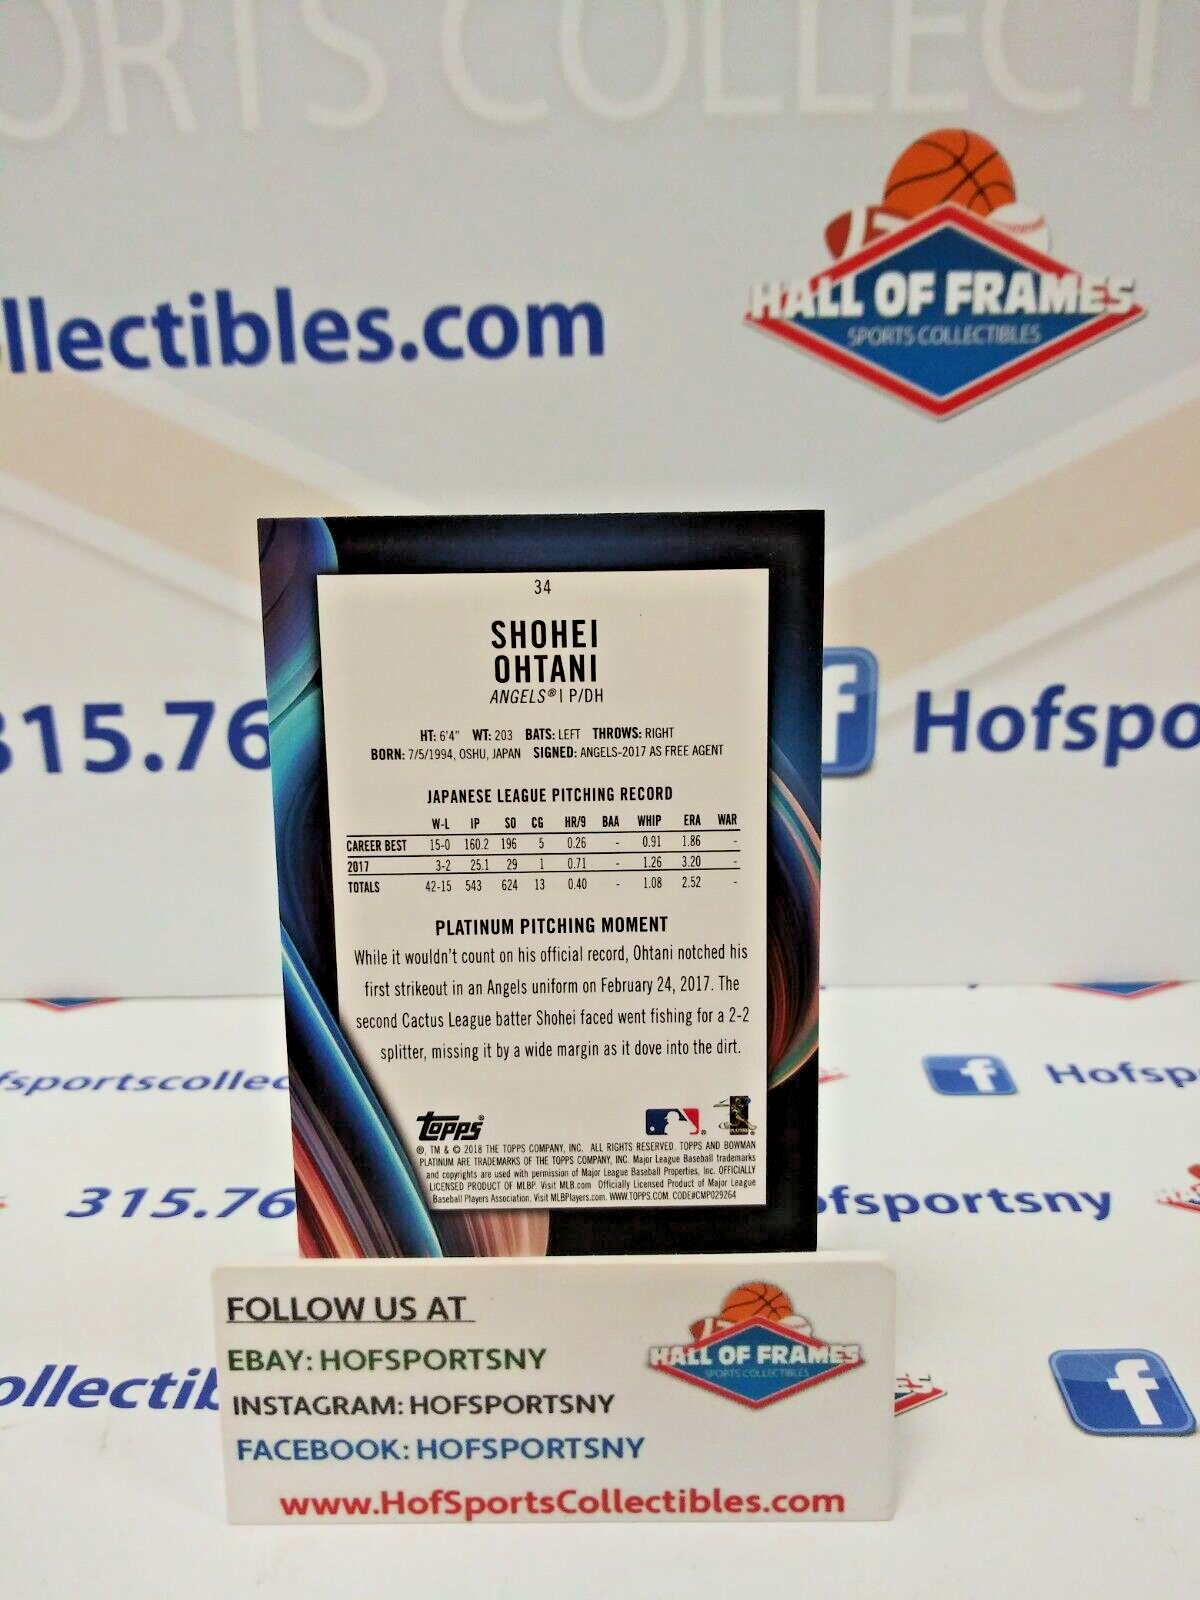 ORTS COLLECT
HALL OF FRAMES
SPORTS COLLECTIBLES
ollectibles.com
315.76
f Hofspo
34
SHOHEI
OHTANI
ANGELS® | P/DH
HT: 6'4" WT: 203 BATS: LEFT THROWS: RIGHT
BORN: 7/5/1994, OSHU, JAPAN SIGNED: ANGELS-2017 AS FREE AGENT
JAPANESE LEAGUE PITCHING RECORD
W-L IP SO CG HR/9 BAA WHIP ERA WAR
CAREER BEST 15-0 160.2 196 5 0.26 - 0.91 1.86 -
2017 3-2 25.1 29 1 0.71 - 1.26 3.20 -
TOTALS 42-15 543 624 13 0.40 - 1.08 2.52 -
PLATINUM PITCHING MOMENT
While it wouldn't count on his official record, Ohtani notched his
first strikeout in an Angels uniform on February 24, 2017. The
second Cactus League batter Shohei faced went fishing for a 2-2
splitter, missing it by a wide margin as it dove into the dirt.
Topps®
®, TM & © 2018 THE TOPPS COMPANY, INC. ALL RIGHTS RESERVED. TOPPS AND BOWMAN
PLATINUM ARE TRADEMARKS OF THE TOPPS COMPANY, INC. Major League Baseball trademarks
and copyrights are used with permission of Major League Baseball Properties, Inc. OFFICIALLY
LICENSED PRODUCT OF MLBP. Visit MLB.com Officially Licensed Product of Major League
Baseball Players Association. Visit MLBPlayers.com. WWW.TOPPS.COM. CODE#CMP029264
fsportscollec
f Hofsp
315.76
ofsportsny
ollectib
f
FOLLOW US AT
EBAY: HOFSPORTSNY
INSTAGRAM: HOFSPORTSNY
FACEBOOK: HOFSPORTSNY
www.HofSportsCollectibles.com
HALL OF FRAMES
SPORTS COLLECTIBLES